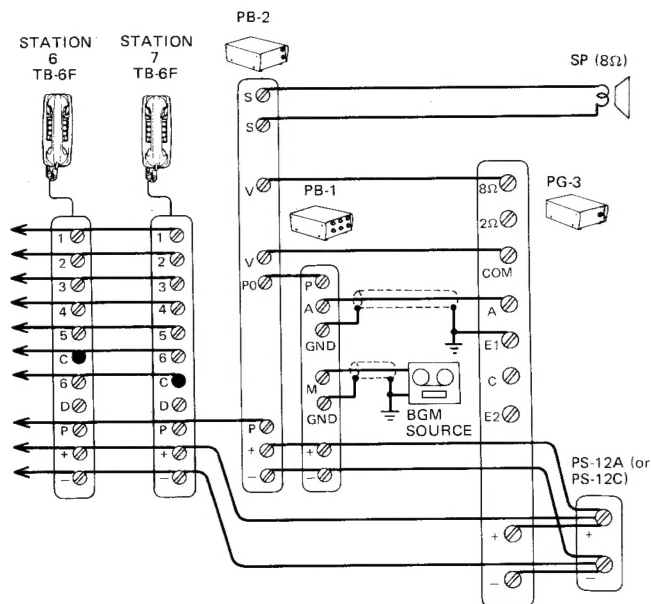 PB-2
STATION
6
TB-6F
STATION
7
TB-6F
SP (8Ω)
S
S
V
V
P0
P
+
−
PB-1
P
A
GND
M
GND
+
−
PG-3
8Ω
2Ω
COM
A
E1
C
E2
+
−
BGM
SOURCE
PS-12A (or
PS-12C)
+
−
1
2
3
4
5
C
6
D
P
+
−
1
2
3
4
5
6
C
D
P
+
−